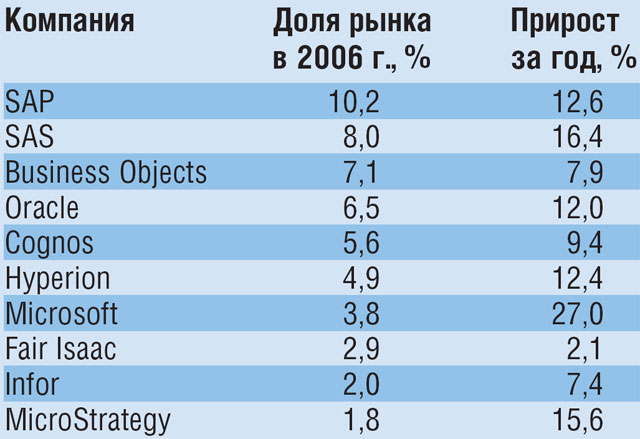 Компания Доля рынка Прирост
в 2006 г., % за год, %
SAP 10,2 12,6
SAS 8,0 16,4
Business Objects 7,1 7,9
Oracle 6,5 12,0
Cognos 5,6 9,4
Hyperion 4,9 12,4
Microsoft 3,8 27,0
Fair Isaac 2,9 2,1
Infor 2,0 7,4
MicroStrategy 1,8 15,6